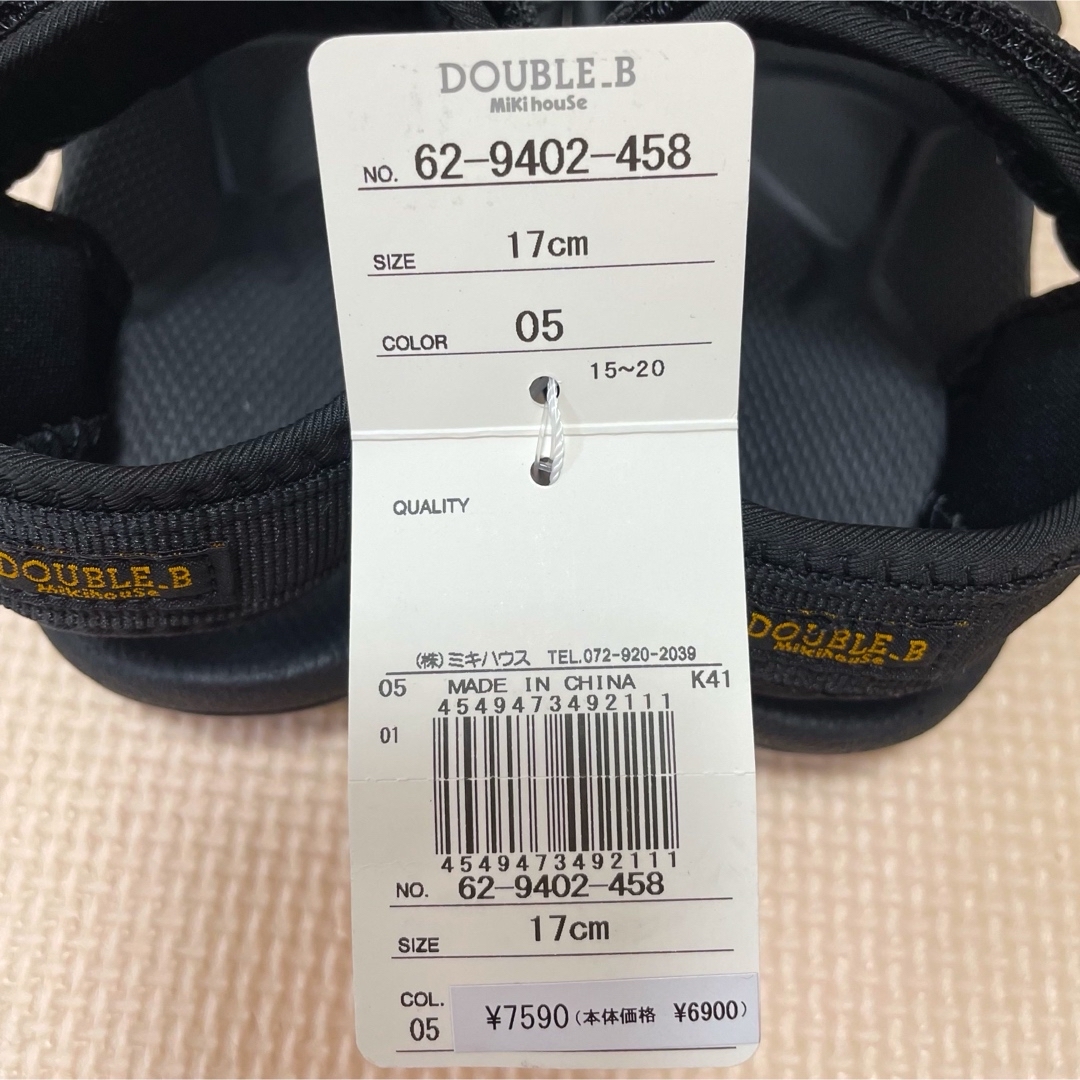 DOUBLE_B
MiKi houSe
NO. 62-9402-458
SIZE 17cm
COLOR 05
15~20
QUALITY
DOUBLE_B
MiKihouSe
DOUBLE_B
MiKihouSe
(株)ミキハウス TEL.072-920-2039
05 MADE IN CHINA K41
4549473492111
01
4549473492111
NO. 62-9402-458
SIZE 17cm
COL.
05 ¥7590(本体価格 ¥6900)